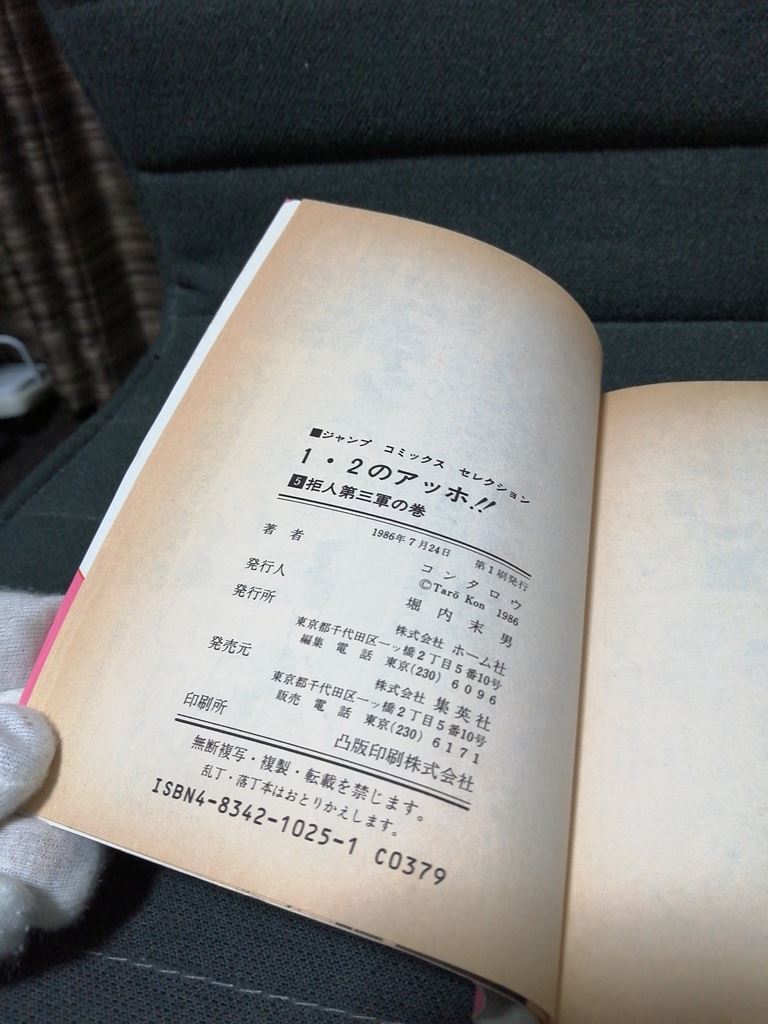 ■ジャンプ コミックス セレクション
1・2のアッホ!!
5 拒人第三軍の巻
1986年7月24日 第1刷発行
著者 コンタロウ
©Tarō Kon 1986
発行人 堀内末男
発行所 株式会社 ホーム社
東京都千代田区一ッ橋2丁目5番10号
編集 電話 東京(230)6096
発売元 株式会社 集英社
東京都千代田区一ッ橋2丁目5番10号
販売 電話 東京(230)6171
印刷所 凸版印刷株式会社
無断複写・複製・転載を禁じます。
乱丁・落丁本はおとりかえします。
ISBN4-8342-1025-1 C0379